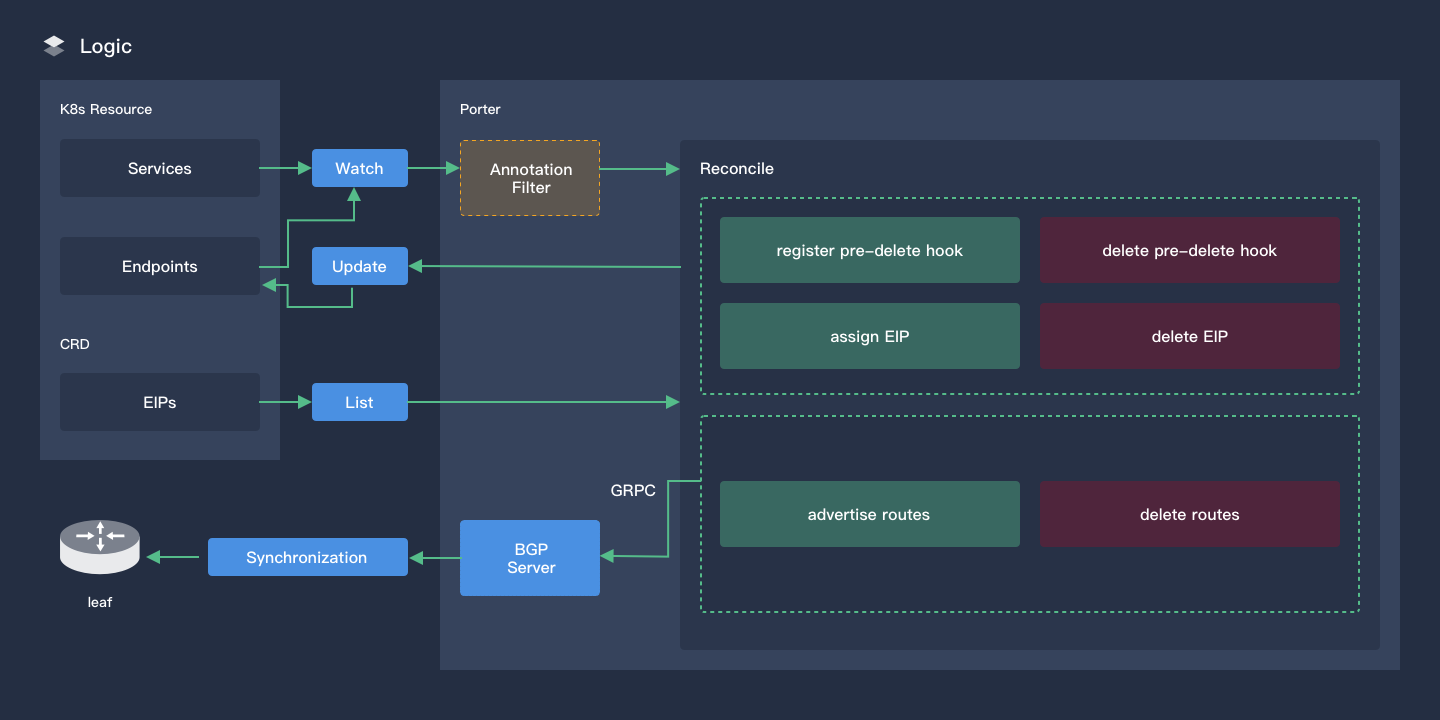 Logic
K8s Resource
Services
Endpoints
CRD
EIPs
Watch
Update
List
Porter
Annotation
Filter
Reconcile
register pre-delete hook
delete pre-delete hook
assign EIP
delete EIP
advertise routes
delete routes
GRPC
BGP
Server
Synchronization
leaf